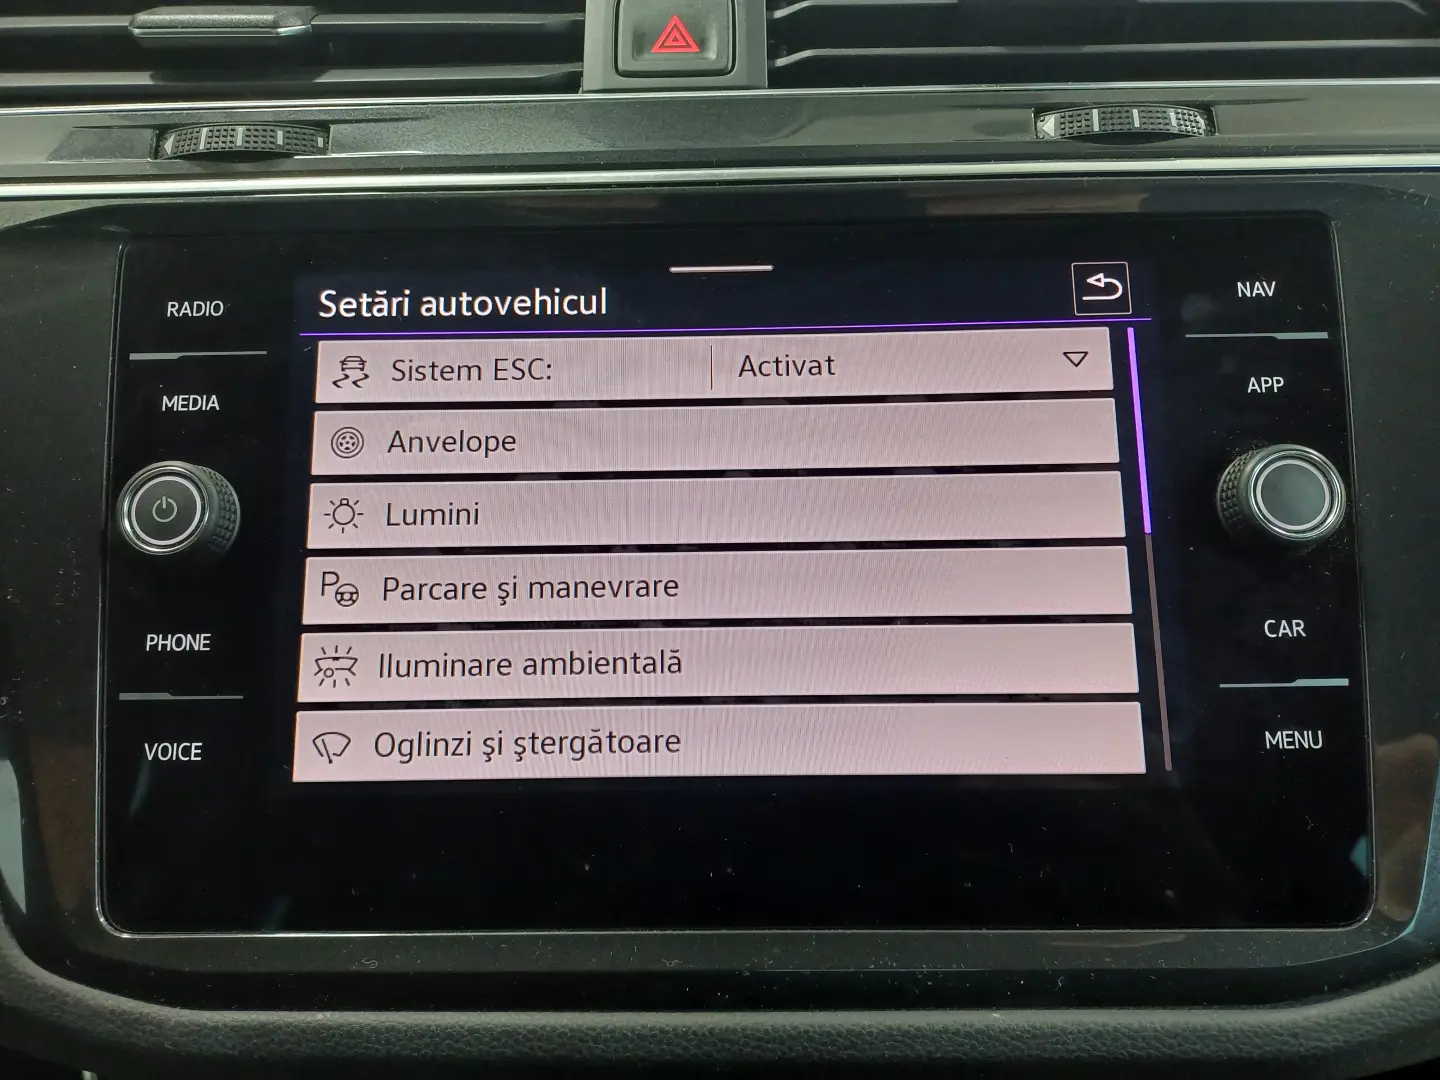 RADIO
MEDIA
PHONE
VOICE
Setări autovehicul
Sistem ESC: Activat
Anvelope
Lumini
Parcare şi manevrare
Iluminare ambientală
Oglinzi şi ştergătoare
NAV
APP
CAR
MENU